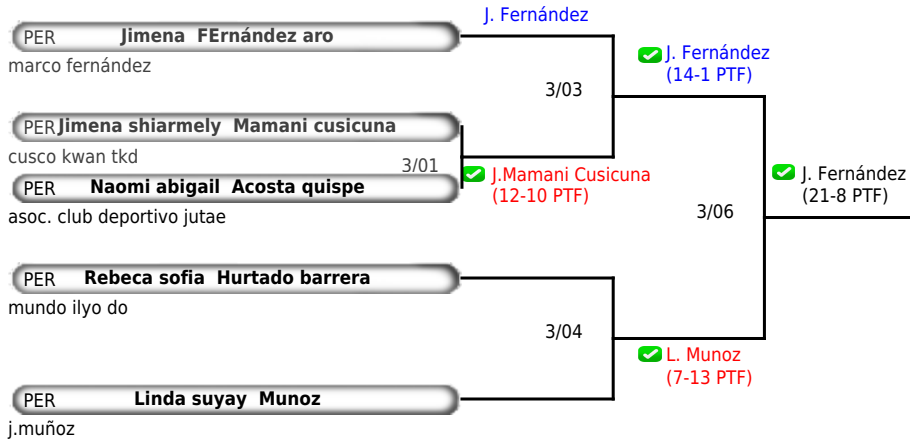 J. Fernández
PER Jimena FErnández aro
marco fernández
J. Fernández
(14-1 PTF)
3/03
PER Jimena shiarmely Mamani cusicuna
cusco kwan tkd
3/01
J.Mamani Cusicuna
(12-10 PTF)
PER Naomi abigail Acosta quispe
asoc. club deportivo jutae
J. Fernández
(21-8 PTF)
3/06
PER Rebeca sofia Hurtado barrera
mundo ilyo do
3/04
L. Munoz
(7-13 PTF)
PER Linda suyay Munoz
j.muñoz